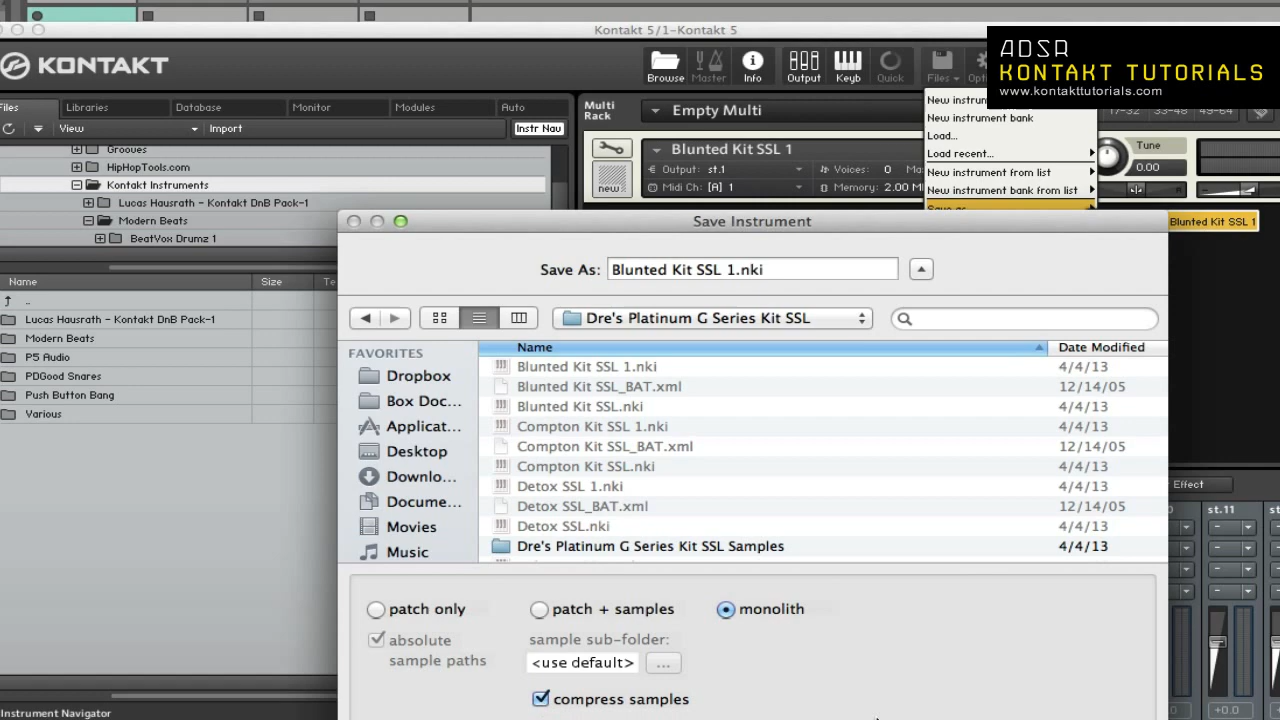 Kontakt 5/1-Kontakt 5
ADSR
KONTAKT TUTORIALS
www.kontakttutorials.com
KONTAKT
Browse Master Info Output Keyb Quick Files
Files Libraries Database Monitor Modules Auto
View Import Instr Nav
Multi Rack
Empty Multi
17-32 33-48 49-64
Grooves
HipHopTools.com
Kontakt Instruments
Lucas Hausrath - Kontakt DnB Pack-1
Modern Beats
BeatVox Drumz 1
new
Blunted Kit SSL 1
Output: st.1 Voices: 0
Midi Ch: [A] 1 Memory: 2.00
New instrument bank
Load...
Load recent...
New instrument from list
New instrument bank from list
Save as
Blunted Kit SSL 1
Tune
0.00
Name Size
..
Lucas Hausrath - Kontakt DnB Pack-1
Modern Beats
P5 Audio
PDGood Snares
Push Button Bang
Various
Instrument Navigator
Save Instrument
Save As: Blunted Kit SSL 1.nki
Dre's Platinum G Series Kit SSL
FAVORITES
Dropbox
Box Doc...
Applicat...
Desktop
Downlo...
Docume...
Movies
Music
Name Date Modified
Blunted Kit SSL 1.nki 4/4/13
Blunted Kit SSL_BAT.xml 12/14/05
Blunted Kit SSL.nki 4/4/13
Compton Kit SSL 1.nki 4/4/13
Compton Kit SSL_BAT.xml 12/14/05
Compton Kit SSL.nki 4/4/13
Detox SSL 1.nki 4/4/13
Detox SSL_BAT.xml 12/14/05
Detox SSL.nki 4/4/13
Dre's Platinum G Series Kit SSL Samples 4/4/13
patch only patch + samples monolith
absolute sample paths
sample sub-folder:
<use default> ...
compress samples
Effect
st.11
+0.0